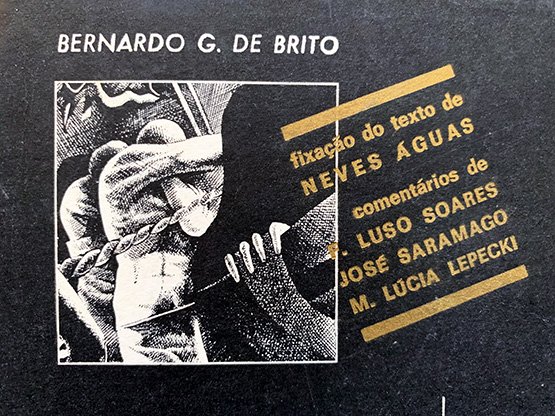 BERNARDO G. DE BRITO
fixação do texto de
NEVES ÁGUAS
comentários de
F. LUSO SOARES
JOSÉ SARAMAGO
M. LÚCIA LEPECKI